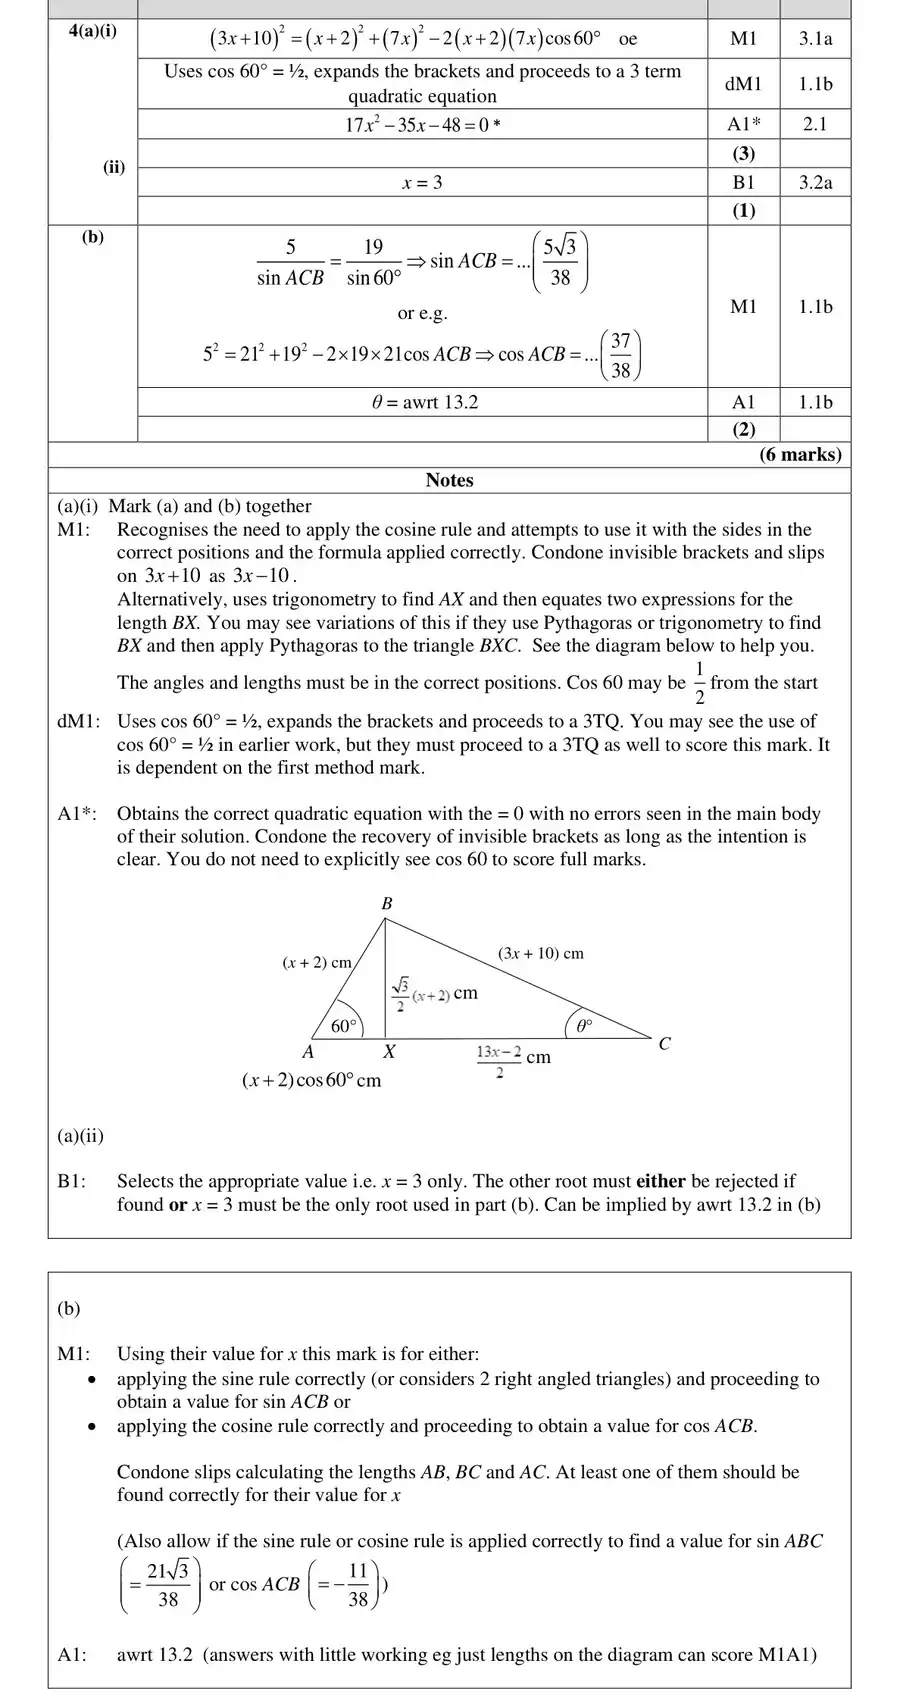 4(a)(i) (3x+10)² = (x+2)² + (7x)² − 2(x+2)(7x)cos60° oe M1 3.1a
Uses cos 60° = ½, expands the brackets and proceeds to a 3 term
quadratic equation dM1 1.1b
17x² − 35x − 48 = 0 * A1* 2.1
(3)
(ii) x = 3 B1 3.2a
(1)
(b) 5/sin ACB = 19/sin 60° ⇒ sin ACB = ...(5√3/38)
or e.g. M1 1.1b
5² = 21² + 19² − 2×19×21cos ACB ⇒ cos ACB = ...(37/38)
θ = awrt 13.2 A1 1.1b
(2)
(6 marks)
Notes
(a)(i) Mark (a) and (b) together
M1: Recognises the need to apply the cosine rule and attempts to use it with the sides in the
correct positions and the formula applied correctly. Condone invisible brackets and slips
on 3x+10 as 3x−10.
Alternatively, uses trigonometry to find AX and then equates two expressions for the
length BX. You may see variations of this if they use Pythagoras or trigonometry to find
BX and then apply Pythagoras to the triangle BXC. See the diagram below to help you.
The angles and lengths must be in the correct positions. Cos 60 may be 1/2 from the start
dM1: Uses cos 60° = ½, expands the brackets and proceeds to a 3TQ. You may see the use of
cos 60° = ½ in earlier work, but they must proceed to a 3TQ as well to score this mark. It
is dependent on the first method mark.
A1*: Obtains the correct quadratic equation with the = 0 with no errors seen in the main body
of their solution. Condone the recovery of invisible brackets as long as the intention is
clear. You do not need to explicitly see cos 60 to score full marks.
B
(x + 2) cm (3x + 10) cm
√3/2 (x+2) cm
60° θ°
A X 13x−2/2 cm C
(x + 2)cos60° cm
(a)(ii)
B1: Selects the appropriate value i.e. x = 3 only. The other root must either be rejected if
found or x = 3 must be the only root used in part (b). Can be implied by awrt 13.2 in (b)
(b)
M1: Using their value for x this mark is for either:
• applying the sine rule correctly (or considers 2 right angled triangles) and proceeding to
obtain a value for sin ACB or
• applying the cosine rule correctly and proceeding to obtain a value for cos ACB.
Condone slips calculating the lengths AB, BC and AC. At least one of them should be
found correctly for their value for x
(Also allow if the sine rule or cosine rule is applied correctly to find a value for sin ABC
(= 21√3/38) or cos ACB (= −11/38))
A1: awrt 13.2 (answers with little working eg just lengths on the diagram can score M1A1)